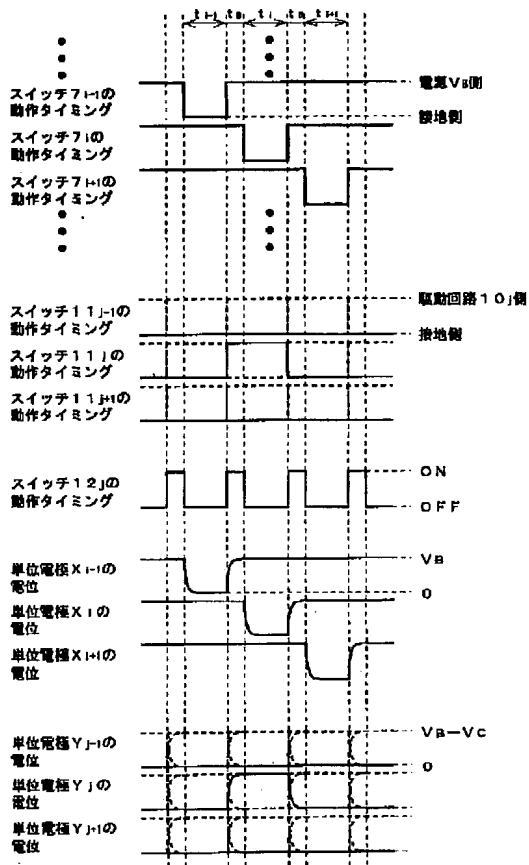 t i-1 t B t i t B t i+1
スイッチ7 i-1の
動作タイミング
電源VB側
接地側
スイッチ7 iの
動作タイミング
スイッチ7 i+1の
動作タイミング
スイッチ11 j-1の
動作タイミング
駆動回路10 j側
接地側
スイッチ11 jの
動作タイミング
スイッチ11 j+1の
動作タイミング
スイッチ12 jの
動作タイミング
ON
OFF
単位電極X i-1の
電位
VB
0
単位電極X iの
電位
単位電極X i+1の
電位
単位電極Y j-1の
電位
VB-VC
0
単位電極Y jの
電位
単位電極Y j+1の
電位